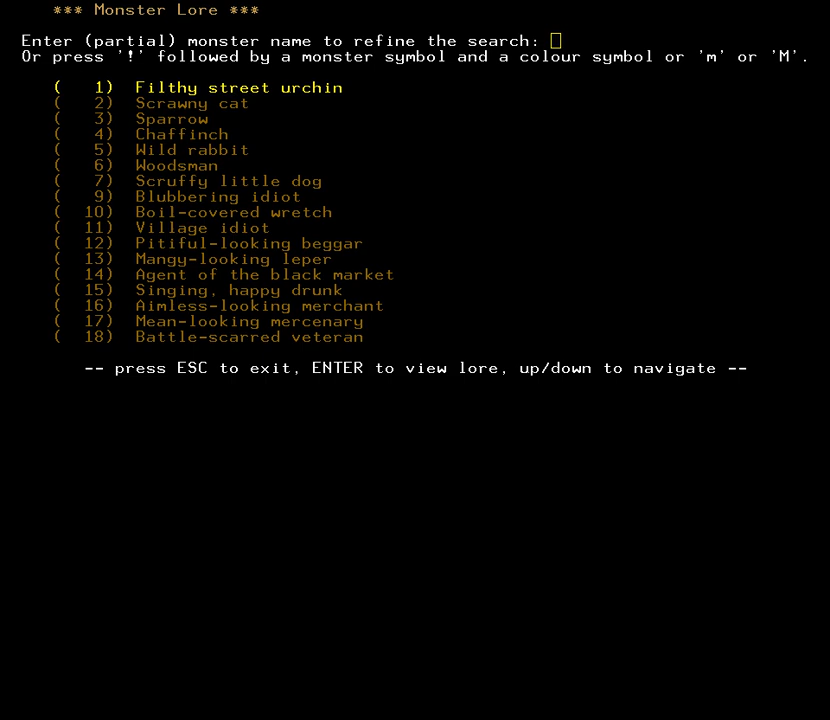 *** Monster Lore ***
Enter (partial) monster name to refine the search:
Or press '!' followed by a monster symbol and a colour symbol or 'm' or 'M'.
(   1)  Filthy street urchin
(   2)  Scrawny cat
(   3)  Sparrow
(   4)  Chaffinch
(   5)  Wild rabbit
(   6)  Woodsman
(   7)  Scruffy little dog
(   9)  Blubbering idiot
(  10)  Boil-covered wretch
(  11)  Village idiot
(  12)  Pitiful-looking beggar
(  13)  Mangy-looking leper
(  14)  Agent of the black market
(  15)  Singing, happy drunk
(  16)  Aimless-looking merchant
(  17)  Mean-looking mercenary
(  18)  Battle-scarred veteran
-- press ESC to exit, ENTER to view lore, up/down to navigate --